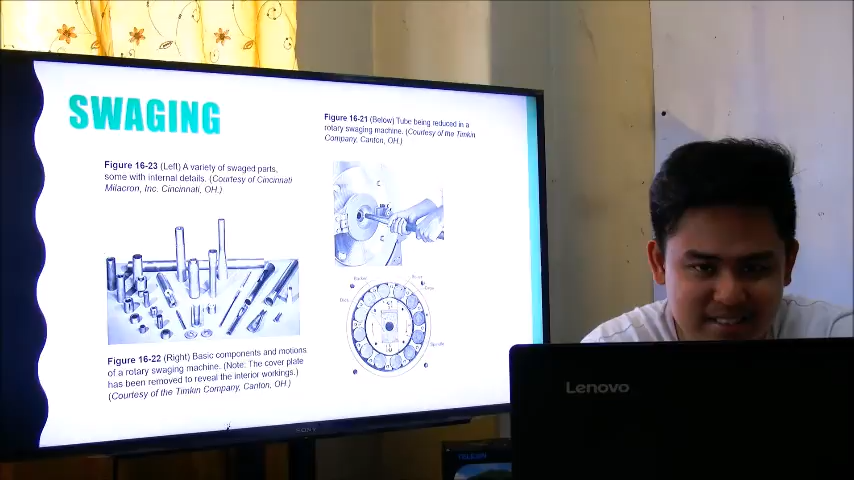 SWAGING
Figure 16-21 (Below) Tube being reduced in a
rotary swaging machine. (Courtesy of the Timkin
Company, Canton, OH.)
Figure 16-23 (Left) A variety of swaged parts,
some with internal details. (Courtesy of Cincinnati
Milacron, Inc. Cincinnati, OH.)
Figure 16-22 (Right) Basic components and motions
of a rotary swaging machine. (Note: The cover plate
has been removed to reveal the interior workings.)
(Courtesy of the Timkin Company, Canton, OH.)
SONY
Lenovo